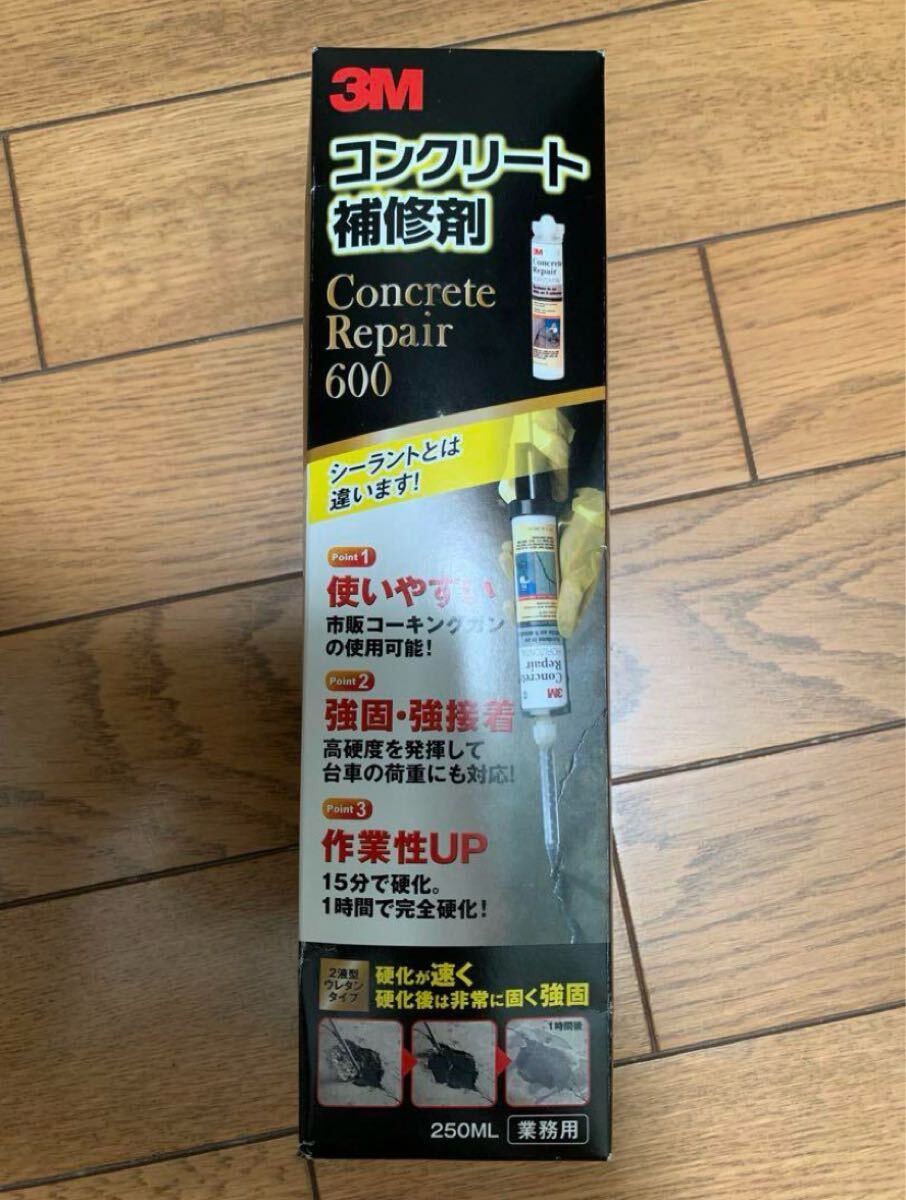 3M
コンクリート
補修剤
Concrete
Repair
600
3M
Concrete
Repair
シーラントとは
違います!
Point 1
使いやすい
市販コーキングガン
の使用可能!
Point 2
強固・強接着
高硬度を発揮して
台車の荷重にも対応!
Point 3
作業性UP
15分で硬化。
1時間で完全硬化!
3M
Concrete
Repair
2液型
ウレタン
タイプ
硬化が速く
硬化後は非常に固く強固
1時間後
250ML
業務用